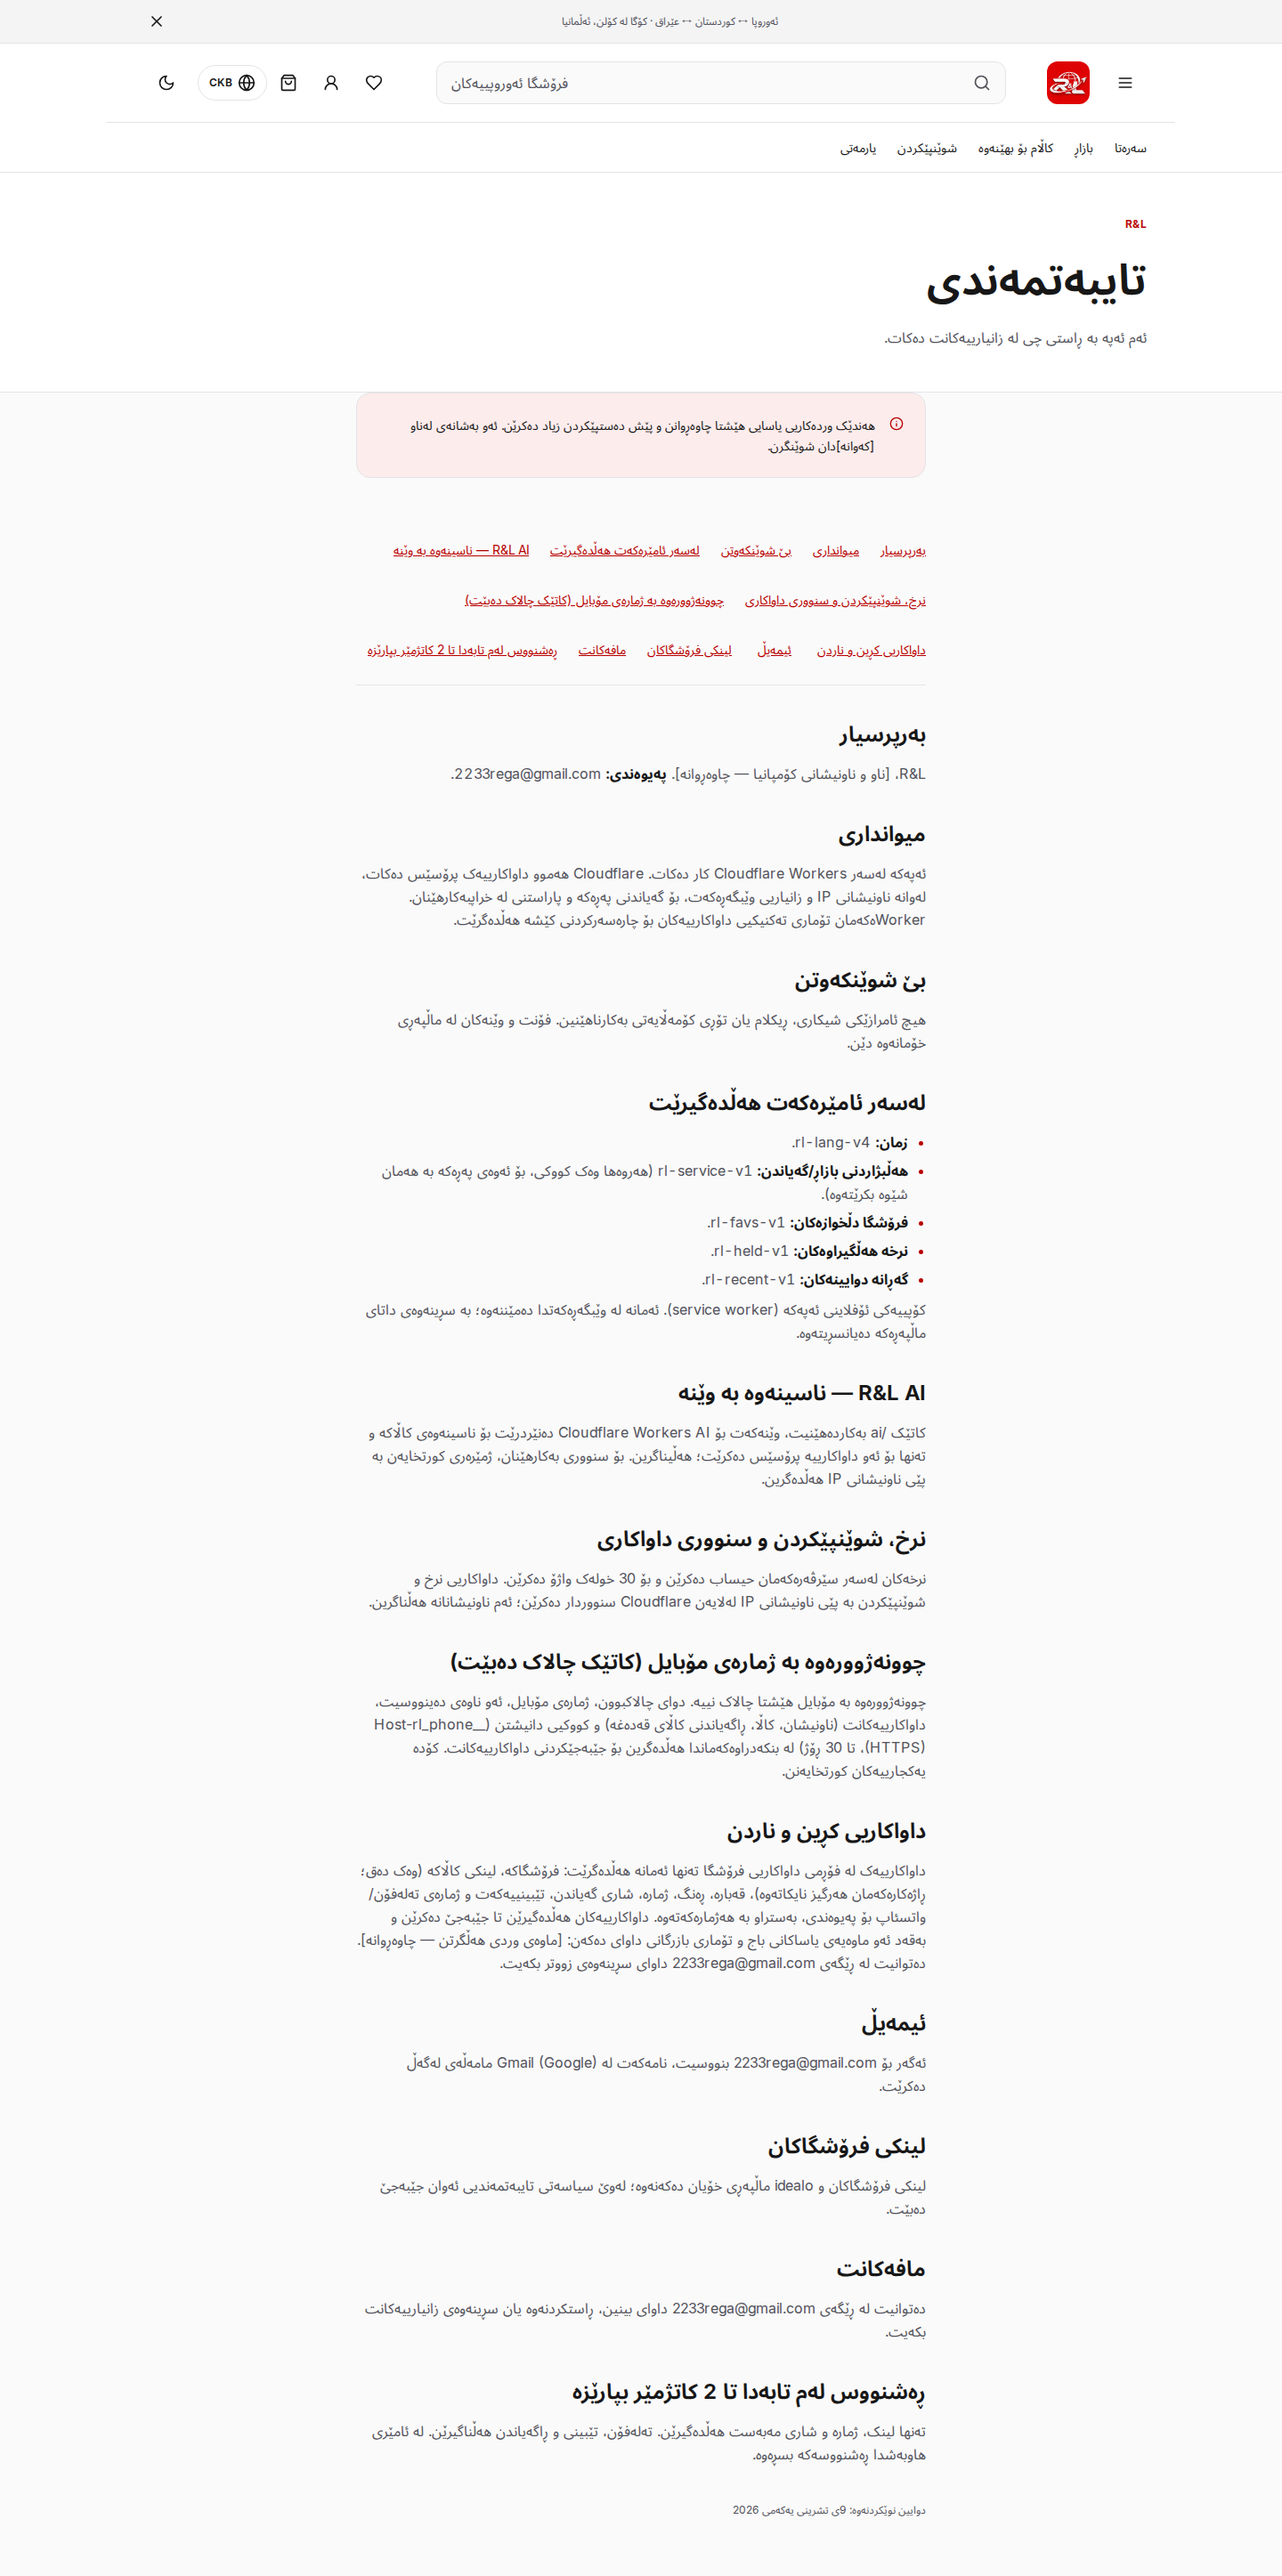 ئەوروپا ↔ کوردستان ↔ عێراق · کۆگا لە کۆلن، ئەڵمانیا
فرۆشگا ئەوروپییەکان
CKB
سەرەتا بازاڕ کاڵام بۆ بهێنەوە شوێنپێکردن یارمەتی
R&L
تایبەتمەندی
ئەم ئەپە بە ڕاستی چی لە زانیارییەکانت دەکات.
هەندێک وردەکاریی یاسایی هێشتا چاوەڕوانن و پێش دەستپێکردن زیاد دەکرێن. ئەو بەشانەی لەناو
[کەوانە]دان شوێنگرن.
بەرپرسیار میوانداری بێ شوێنکەوتن لەسەر ئامێرەکەت هەڵدەگیرێت R&L AI — ناسینەوە بە وێنە
نرخ، شوێنپێکردن و سنووری داواکاری چوونەژوورەوە بە ژمارەی مۆبایل (کاتێک چالاک دەبێت)
داواکاریی کڕین و ناردن ئیمەیڵ لینکی فرۆشگاکان مافەکانت ڕەشنووس لەم تابەدا تا 2 کاتژمێر بپارێزە
بەرپرسیار
R&L، [ناو و ناونیشانی کۆمپانیا — چاوەڕوانە]. پەیوەندی: 2233rega@gmail.com.
میوانداری
ئەپەکە لەسەر Cloudflare Workers کار دەکات. Cloudflare هەموو داواکارییەک پرۆسێس دەکات،
لەوانە ناونیشانی IP و زانیاریی وێبگەڕەکەت، بۆ گەیاندنی پەڕەکە و پاراستنی لە خراپبەکارهێنان.
Workerەکەمان تۆماری تەکنیکیی داواکارییەکان بۆ چارەسەرکردنی کێشە هەڵدەگرێت.
بێ شوێنکەوتن
هیچ ئامرازێکی شیکاری، ڕیکلام یان تۆڕی کۆمەڵایەتی بەکارناهێنین. فۆنت و وێنەکان لە ماڵپەڕی
خۆمانەوە دێن.
لەسەر ئامێرەکەت هەڵدەگیرێت
• زمان: rl-lang-v4.
• هەڵبژاردنی بازاڕ/گەیاندن: rl-service-v1 (هەروەها وەک کووکی، بۆ ئەوەی پەڕەکە بە هەمان
شێوە بکرێتەوە).
• فرۆشگا دڵخوازەکان: rl-favs-v1.
• نرخە هەڵگیراوەکان: rl-held-v1.
• گەڕانە دوایینەکان: rl-recent-v1.
کۆپییەکی ئۆفلاینی ئەپەکە (service worker). ئەمانە لە وێبگەڕەکەتدا دەمێننەوە؛ بە سڕینەوەی داتای
ماڵپەڕەکە دەیانسڕیتەوە.
R&L AI — ناسینەوە بە وێنە
کاتێک /ai بەکاردەهێنیت، وێنەکەت بۆ Cloudflare Workers AI دەنێردرێت بۆ ناسینەوەی کاڵاکە و
تەنها بۆ ئەو داواکارییە پرۆسێس دەکرێت؛ هەڵیناگرین. بۆ سنووری بەکارهێنان، ژمێرەری کورتخایەن بە
پێی ناونیشانی IP هەڵدەگرین.
نرخ، شوێنپێکردن و سنووری داواکاری
نرخەکان لەسەر سێرڤەرەکەمان حیساب دەکرێن و بۆ 30 خولەک واژۆ دەکرێن. داواکاریی نرخ و
شوێنپێکردن بە پێی ناونیشانی IP لەلایەن Cloudflare سنووردار دەکرێن؛ ئەم ناونیشانانە هەڵناگرین.
چوونەژوورەوە بە ژمارەی مۆبایل (کاتێک چالاک دەبێت)
چوونەژوورەوە بە مۆبایل هێشتا چالاک نییە. دوای چالاکبوون، ژمارەی مۆبایل، ئەو ناوەی دەینووسیت،
داواکارییەکانت (ناونیشان، کاڵا، ڕاگەیاندنی کاڵای قەدەغە) و کووکیی دانیشتن (__Host-rl_phone
(HTTPS)، تا 30 ڕۆژ) لە بنکەدراوەکەماندا هەڵدەگرین بۆ جێبەجێکردنی داواکارییەکانت. کۆدە
یەکجارییەکان کورتخایەنن.
داواکاریی کڕین و ناردن
داواکارییەک لە فۆڕمی داواکاریی فرۆشگا تەنها ئەمانە هەڵدەگرێت: فرۆشگاکە، لینکی کاڵاکە (وەک دەق؛
ڕاژەکارەکەمان هەرگیز نایکاتەوە)، قەبارە، ڕەنگ، ژمارە، شاری گەیاندن، تێبینییەکەت و ژمارەی تەلەفۆن/
واتسئاپ بۆ پەیوەندی، بەستراو بە هەژمارەکەتەوە. داواکارییەکان هەڵدەگیرێن تا جێبەجێ دەکرێن و
بەقەد ئەو ماوەیەی یاساکانی باج و تۆماری بازرگانی داوای دەکەن: [ماوەی وردی هەڵگرتن — چاوەڕوانە].
دەتوانیت لە ڕێگەی 2233rega@gmail.com داوای سڕینەوەی زووتر بکەیت.
ئیمەیڵ
ئەگەر بۆ 2233rega@gmail.com بنووسیت، نامەکەت لە Gmail (Google) مامەڵەی لەگەڵ
دەکرێت.
لینکی فرۆشگاکان
لینکی فرۆشگاکان و idealo ماڵپەڕی خۆیان دەکەنەوە؛ لەوێ سیاسەتی تایبەتمەندیی ئەوان جێبەجێ
دەبێت.
مافەکانت
دەتوانیت لە ڕێگەی 2233rega@gmail.com داوای بینین، ڕاستکردنەوە یان سڕینەوەی زانیارییەکانت
بکەیت.
ڕەشنووس لەم تابەدا تا 2 کاتژمێر بپارێزە
تەنها لینک، ژمارە و شاری مەبەست هەڵدەگیرێن. تەلەفۆن، تێبینی و ڕاگەیاندن هەڵناگیرێن. لە ئامێری
هاوبەشدا ڕەشنووسەکە بسڕەوە.
دوایین نوێکردنەوە: 9ی تشرینی یەکەمی 2026